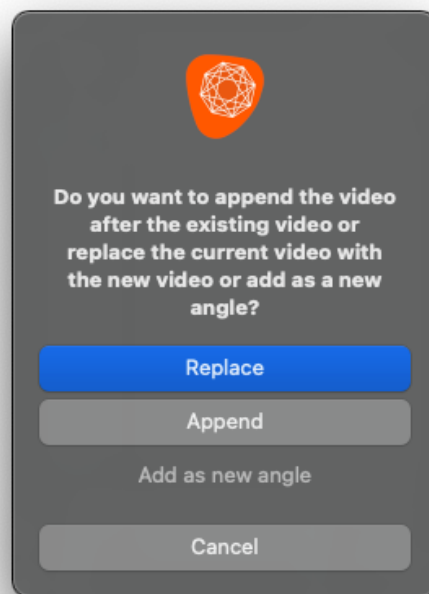 Do you want to append the video
after the existing video or
replace the current video with
the new video or add as a new
angle?
Replace
Append
Add as new angle
Cancel